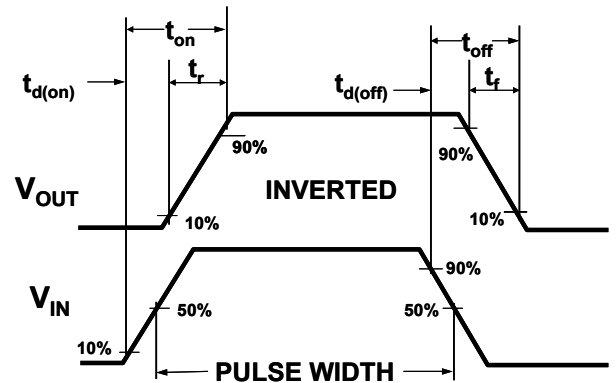 t_on
t_off
t_d(on)
t_r
t_d(off)
t_f
90%
90%
V_OUT
INVERTED
10%
10%
90%
V_IN
50%
50%
10%
PULSE WIDTH